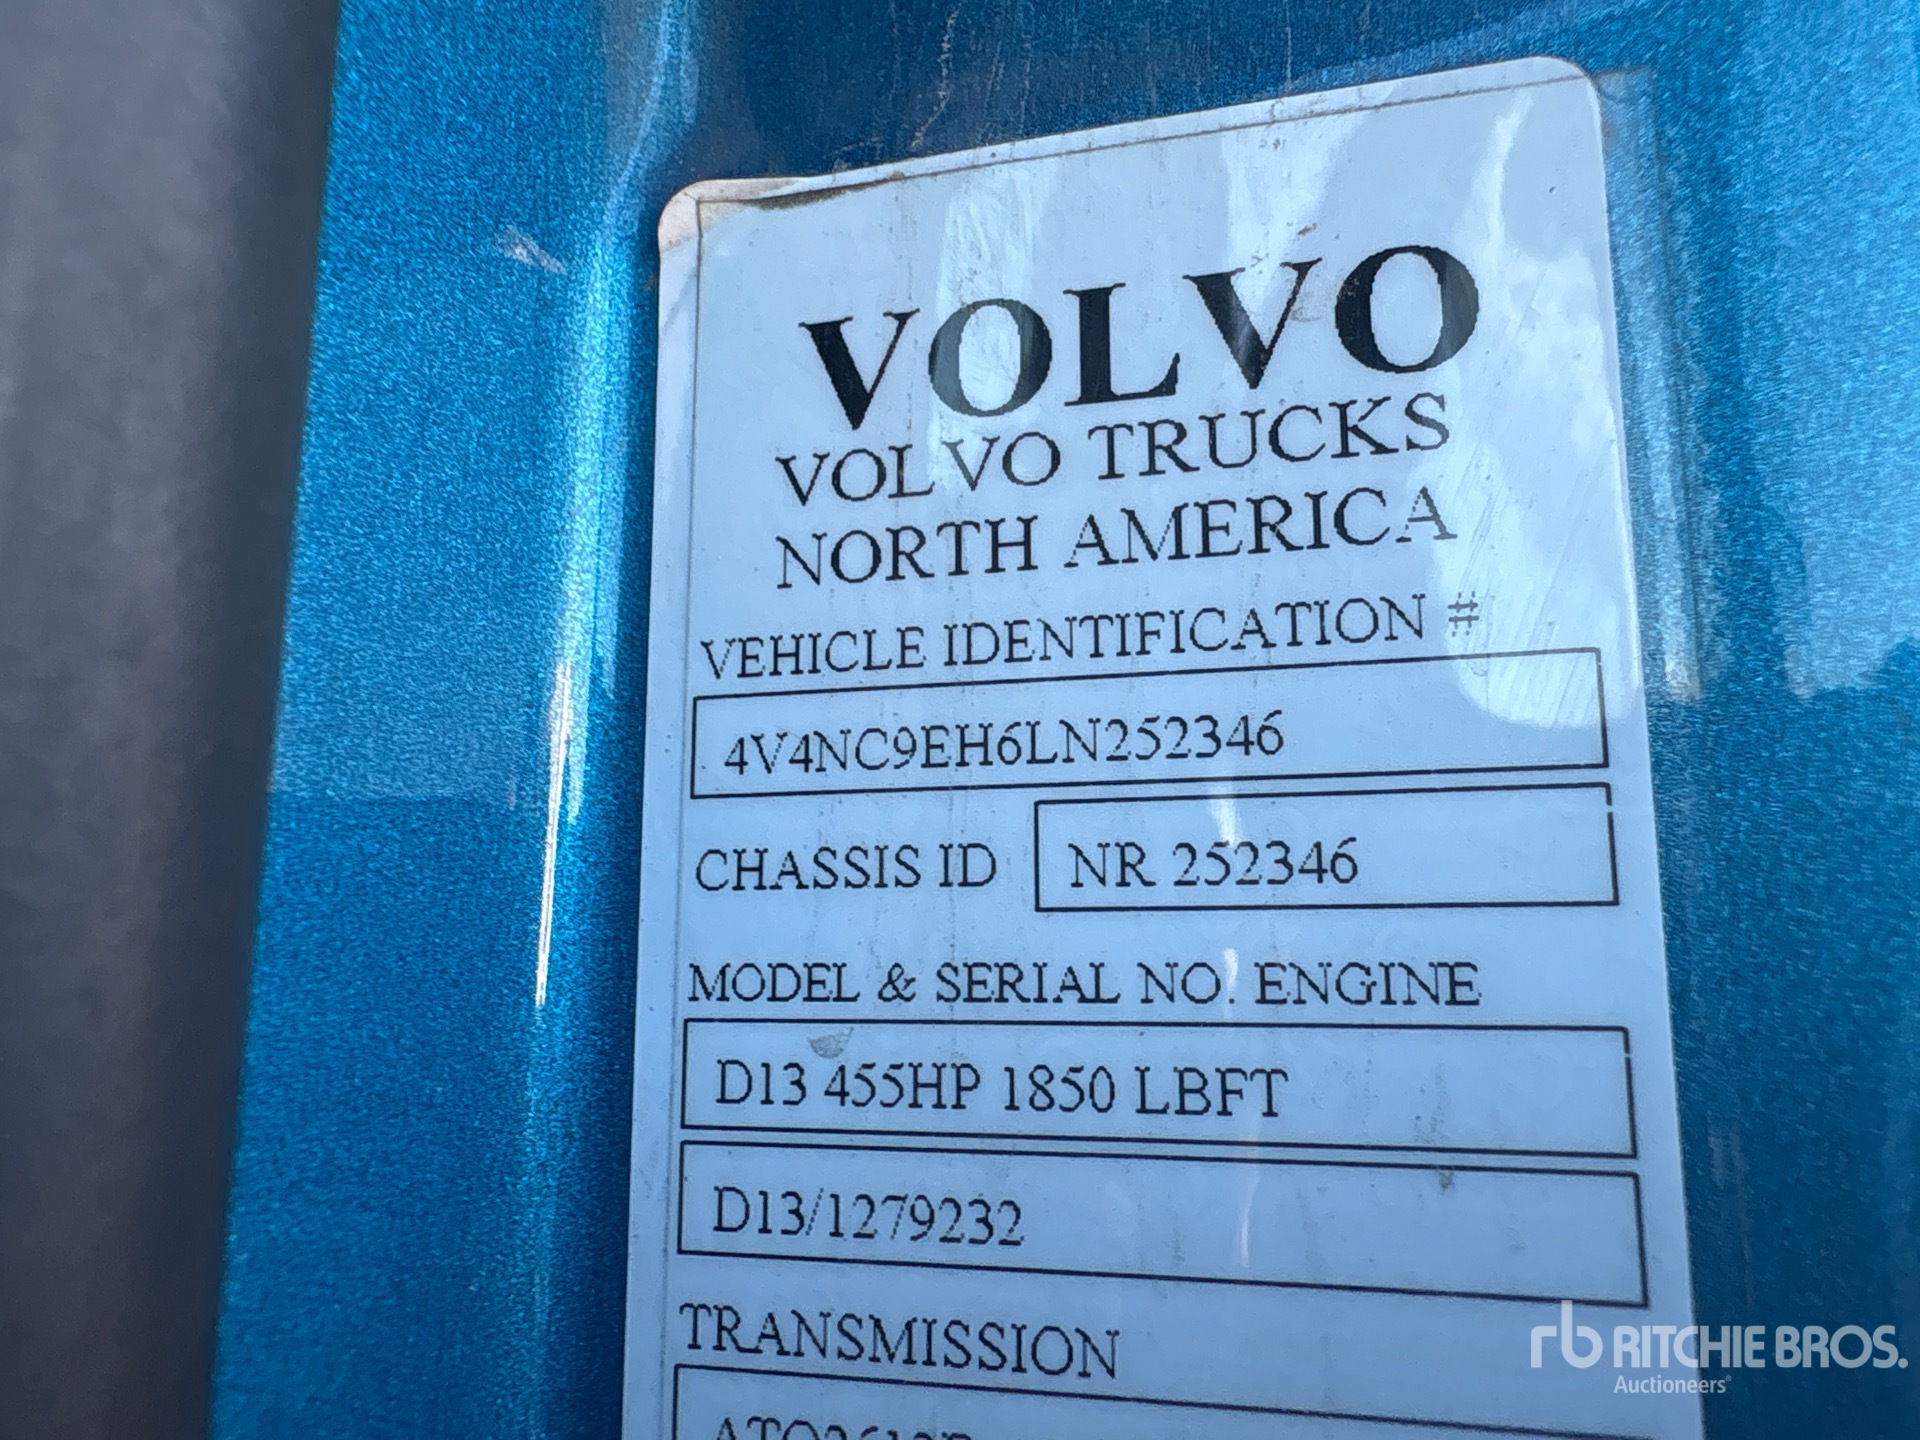 VOLVO
VOLVO TRUCKS
NORTH AMERICA
VEHICLE IDENTIFICATION #
4V4NC9EH6LN252346
CHASSIS ID
NR 252346
MODEL & SERIAL NO. ENGINE
D13 455HP 1850 LBFT
D13/1279232
TRANSMISSION
rb RITCHIE BROS.
Auctioneers